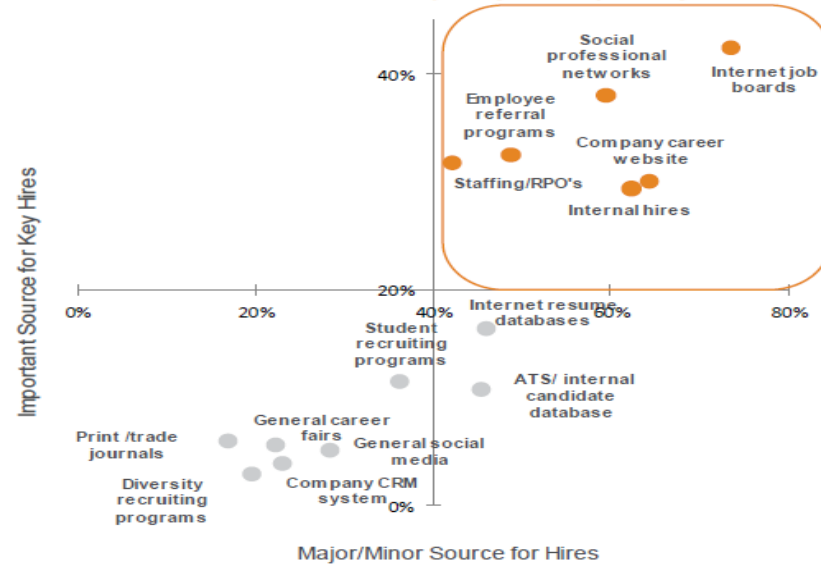 Important Source for Key Hires
40%
20%
0%
0%
20%
40%
60%
80%
Social
professional
networks
Internet job
boards
Employee
referral
programs
Company career
website
Staffing/RPO's
Internal hires
Internet resume
databases
Student
recruiting
programs
ATS/ internal
candidate
database
General career
fairs
Print /trade
journals
General social
media
Diversity
recruiting
programs
Company CRM
system
Major/Minor Source for Hires